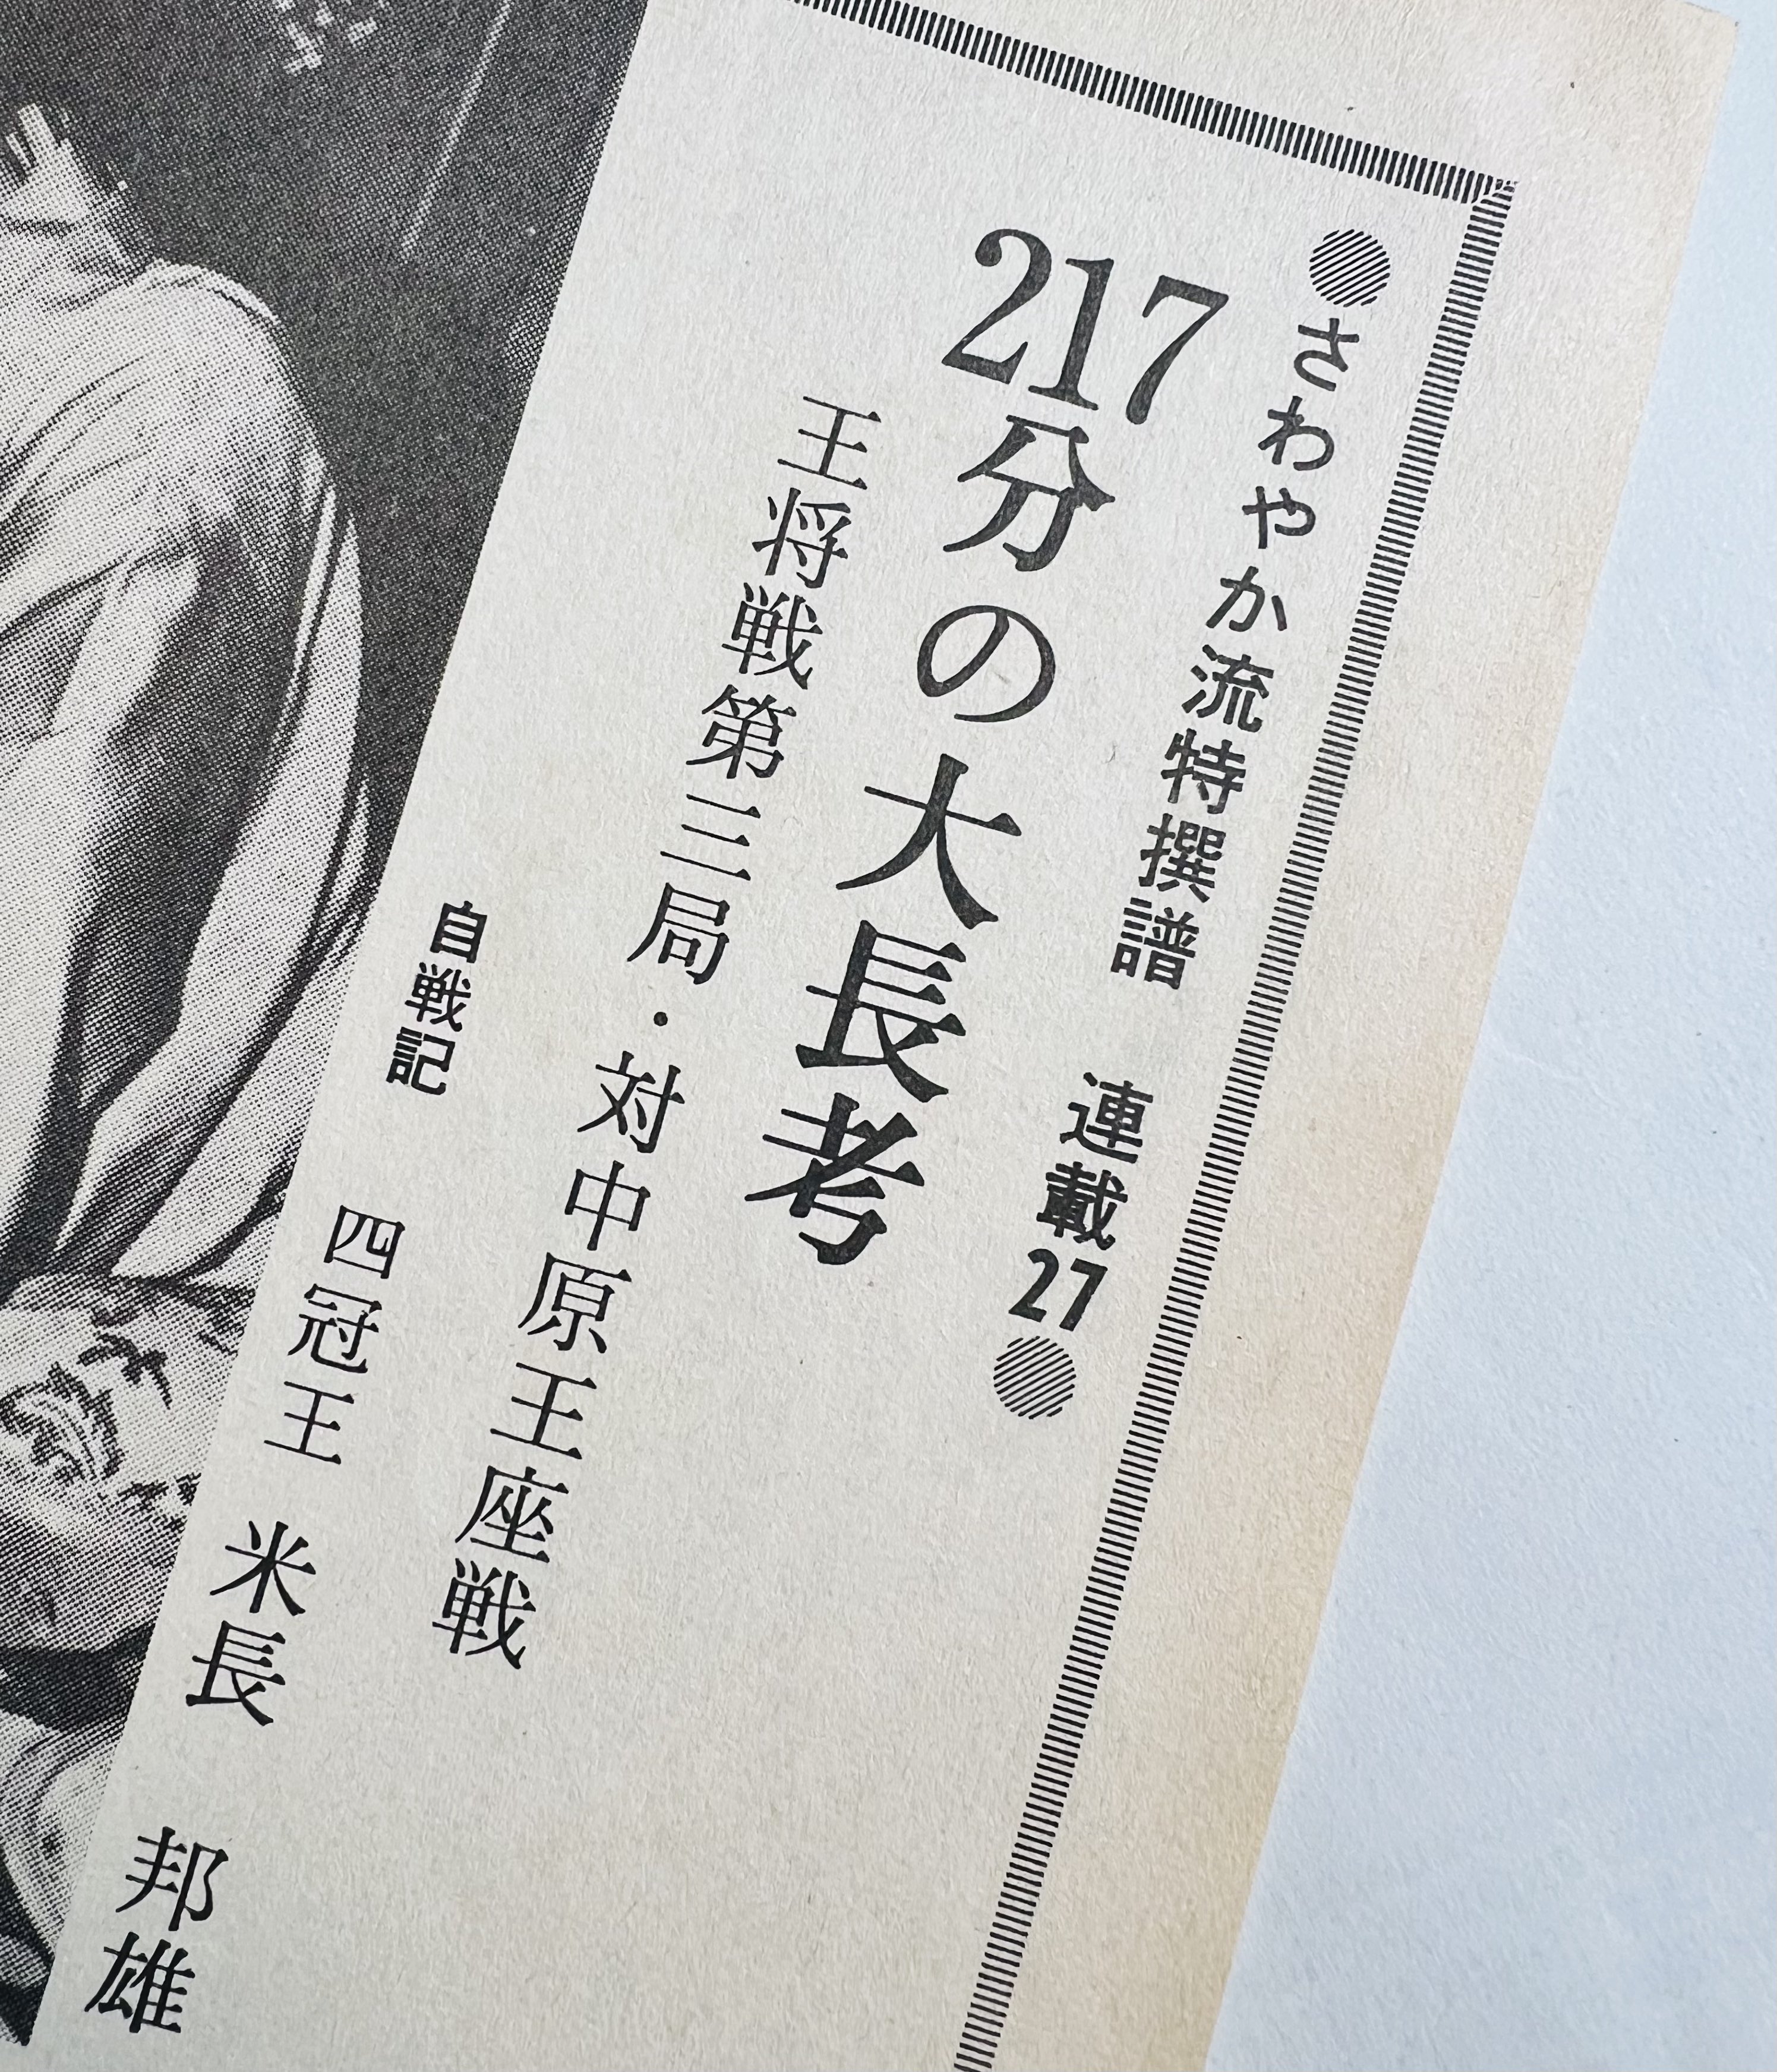 ●さわやか流特撰譜　連載27●
217分の大長考
王将戦第三局・対中原王座戦
自戦記　四冠王　米長　邦雄